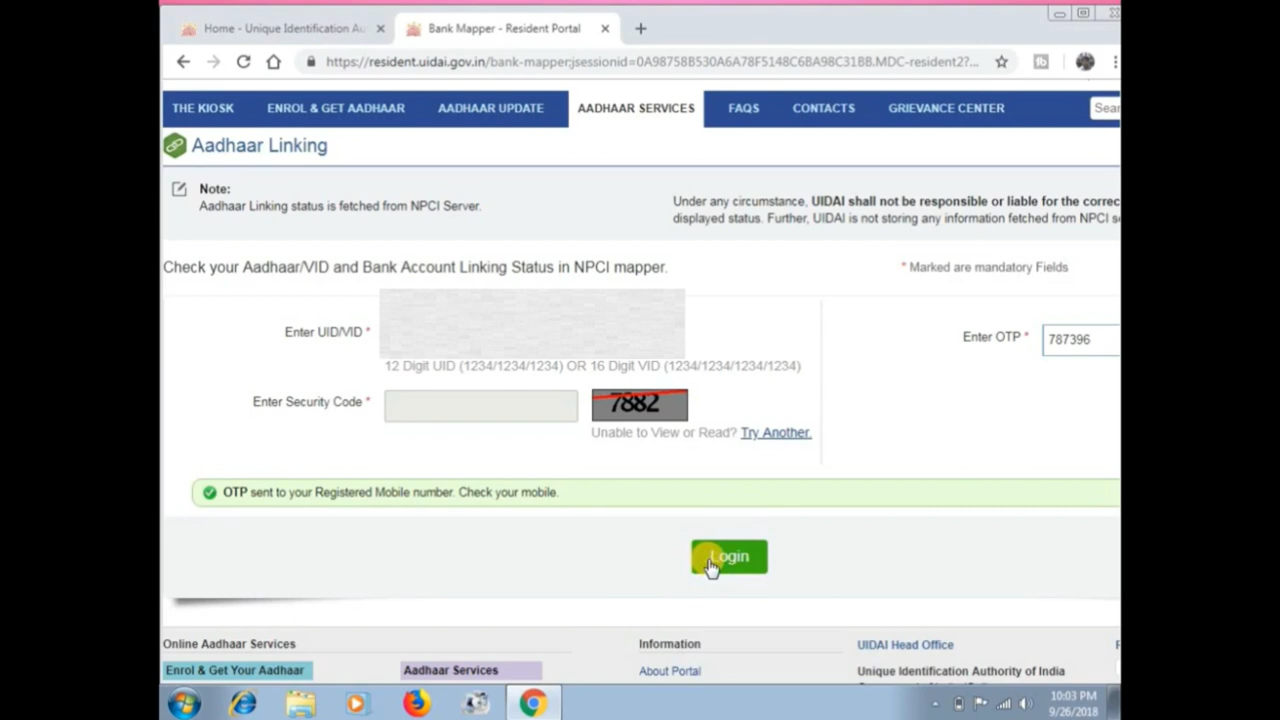 Home - Unique Identification Au
Bank Mapper - Resident Portal
https://resident.uidai.gov.in/bank-mapper;jsessionid=0A98758B530A6A78F5148C6BA98C31BB.MDC-resident2?...
THE KIOSK ENROL & GET AADHAAR AADHAAR UPDATE AADHAAR SERVICES FAQS CONTACTS GRIEVANCE CENTER Sear
Aadhaar Linking
Note:
Aadhaar Linking status is fetched from NPCI Server.
Under any circumstance, UIDAI shall not be responsible or liable for the correc
displayed status. Further, UIDAI is not storing any information fetched from NPCI se
Check your Aadhaar/VID and Bank Account Linking Status in NPCI mapper.
* Marked are mandatory Fields
Enter UID/VID *
12 Digit UID (1234/1234/1234) OR 16 Digit VID (1234/1234/1234/1234)
Enter OTP * 787396
Enter Security Code * 7882
Unable to View or Read? Try Another.
OTP sent to your Registered Mobile number. Check your mobile.
Login
Online Aadhaar Services
Information
UIDAI Head Office
Enrol & Get Your Aadhaar
Aadhaar Services
About Portal
Unique Identification Authority of India
10:03 PM
9/26/2018